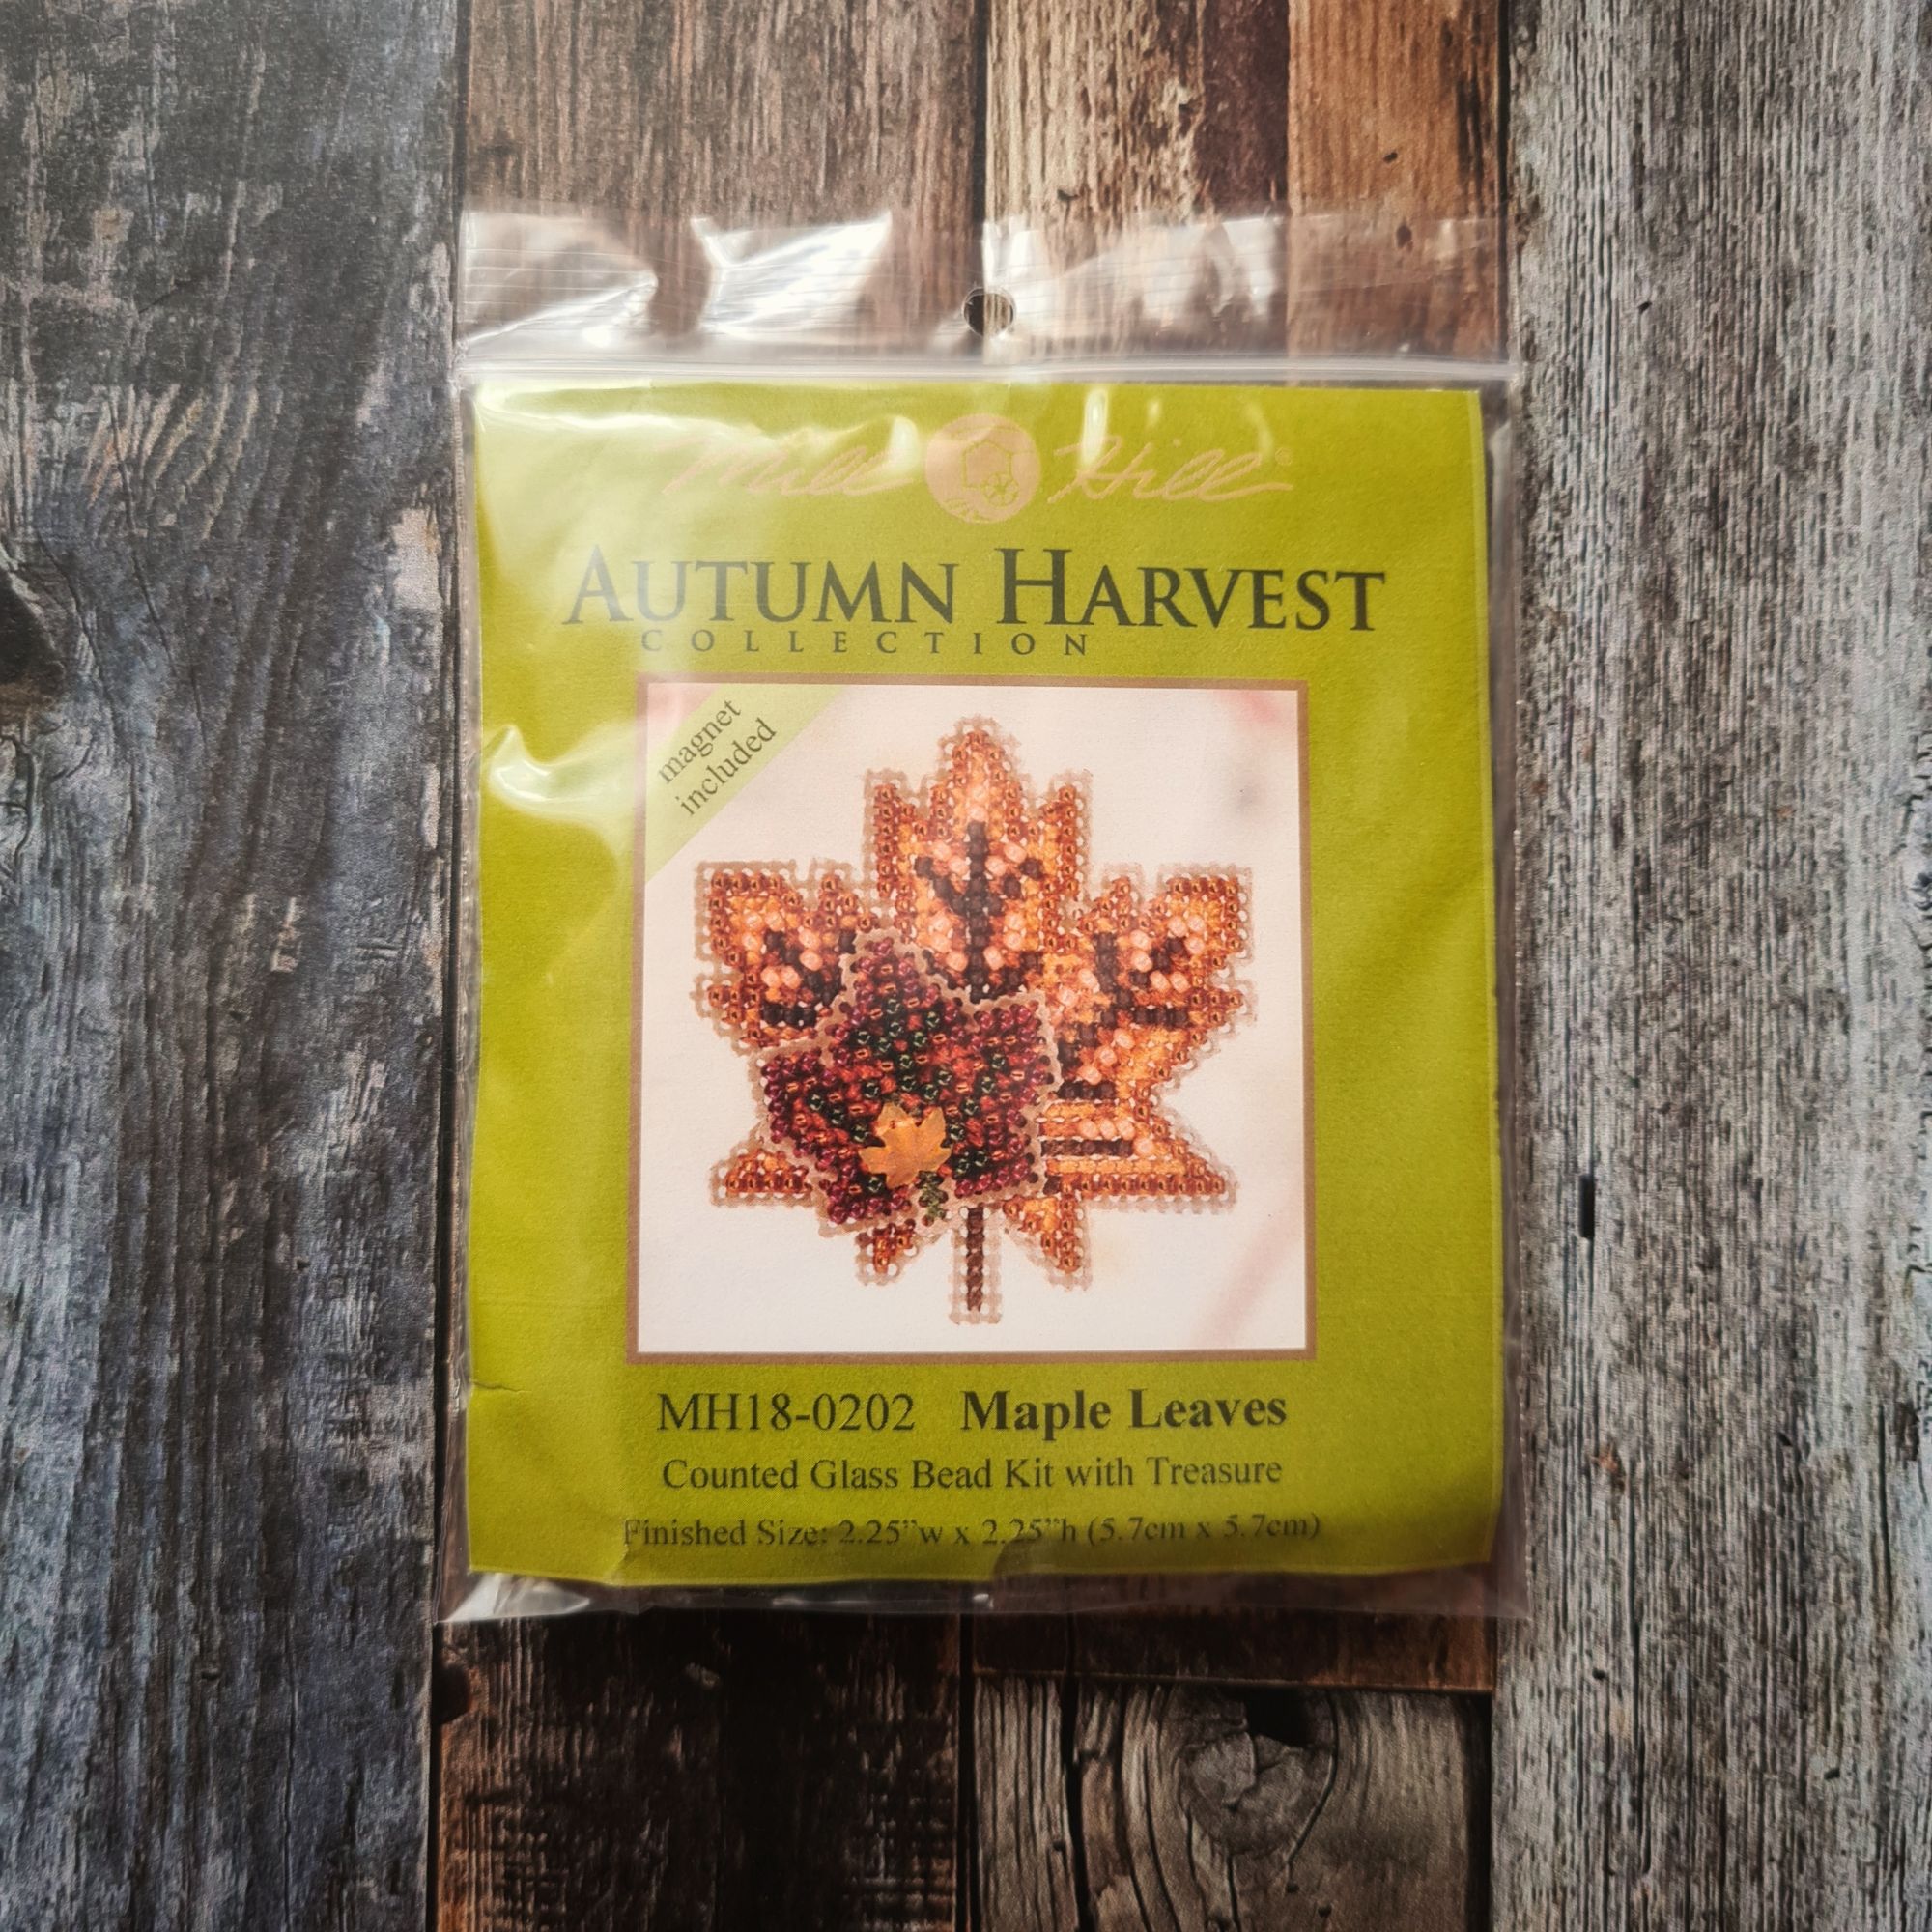 Mill Hill®
AUTUMN HARVEST
COLLECTION
magnet
included
MH18-0202 Maple Leaves
Counted Glass Bead Kit with Treasure
Finished Size: 2.25”w x 2.25”h (5.7cm x 5.7cm)